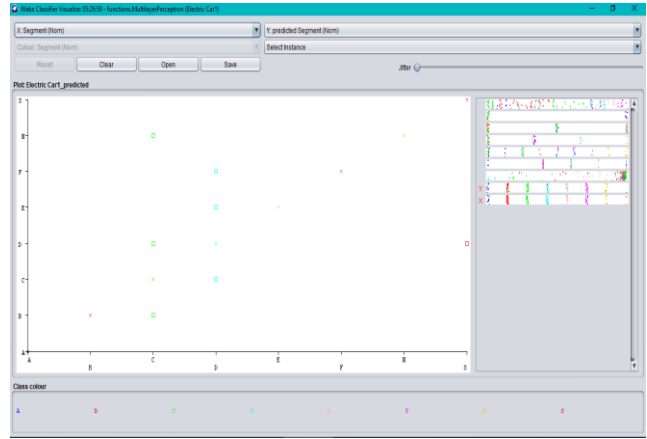 Weka Classifier Visualize: 05:26:59 - functions.MultilayerPerceptron (Electric Car1)
X: Segment (Nom)
Y: predicted Segment (Nom)
Colour: Segment (Nom)
Select Instance
Reset
Clear
Open
Save
Jitter
Plot: Electric Car1_predicted
S
N
F
E
D
C
B
A
A
B
C
D
E
F
N
S
Y
X
Class colour
A
B
C
D
E
F
N
S